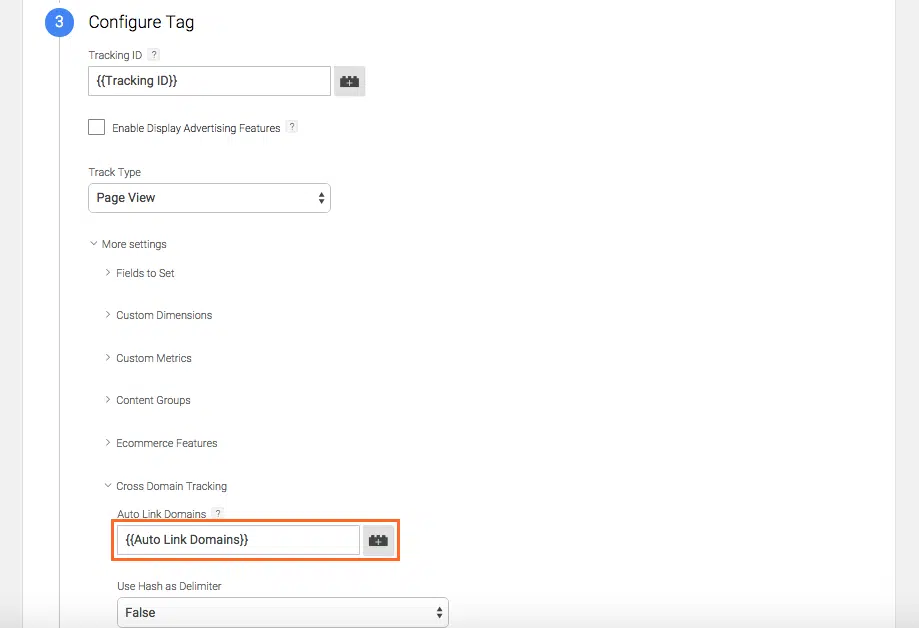 3 Configure Tag
Tracking ID ?
{{Tracking ID}}
Enable Display Advertising Features ?
Track Type
Page View
More settings
Fields to Set
Custom Dimensions
Custom Metrics
Content Groups
Ecommerce Features
Cross Domain Tracking
Auto Link Domains ?
{{Auto Link Domains}}
Use Hash as Delimiter
False